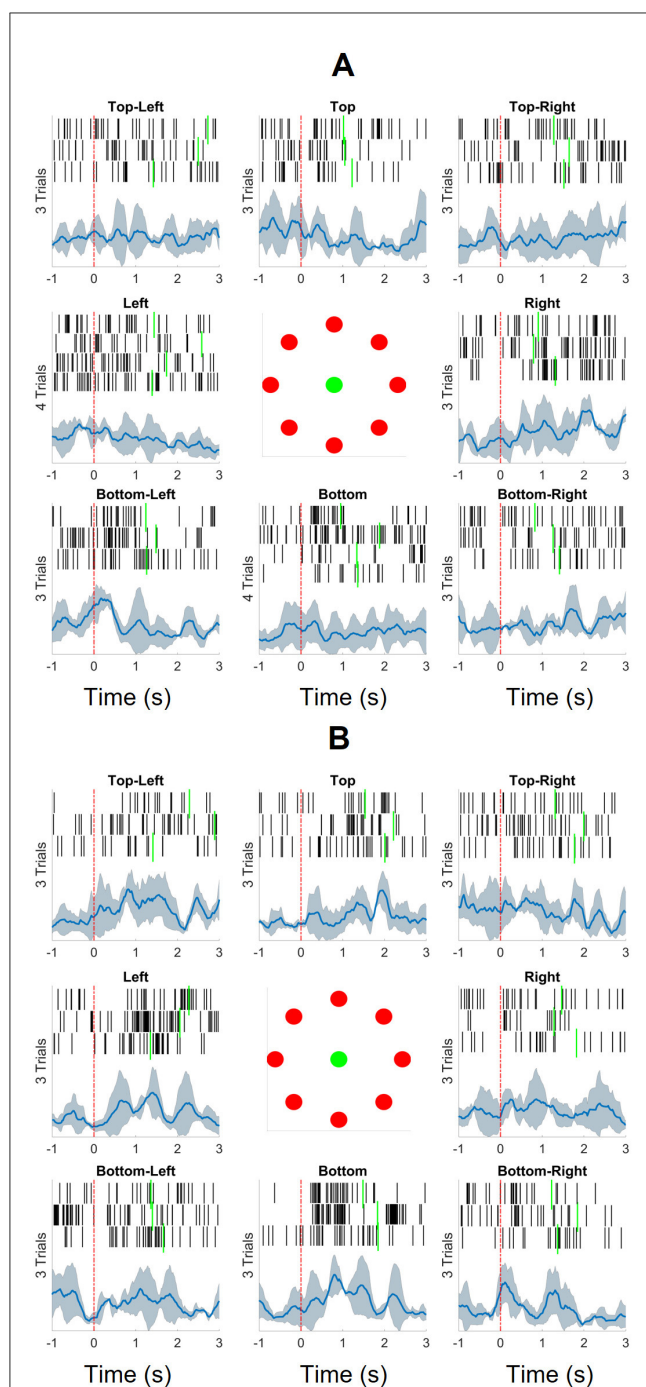 A
Top-Left
Top
Top-Right
3 Trials
3 Trials
3 Trials
-1 0 1 2 3
-1 0 1 2 3
-1 0 1 2 3
Left
Right
4 Trials
3 Trials
-1 0 1 2 3
-1 0 1 2 3
Bottom-Left
Bottom
Bottom-Right
3 Trials
4 Trials
3 Trials
-1 0 1 2 3
-1 0 1 2 3
-1 0 1 2 3
Time (s)
Time (s)
Time (s)
B
Top-Left
Top
Top-Right
3 Trials
3 Trials
3 Trials
-1 0 1 2 3
-1 0 1 2 3
-1 0 1 2 3
Left
Right
3 Trials
3 Trials
-1 0 1 2 3
-1 0 1 2 3
Bottom-Left
Bottom
Bottom-Right
3 Trials
3 Trials
3 Trials
-1 0 1 2 3
-1 0 1 2 3
-1 0 1 2 3
Time (s)
Time (s)
Time (s)